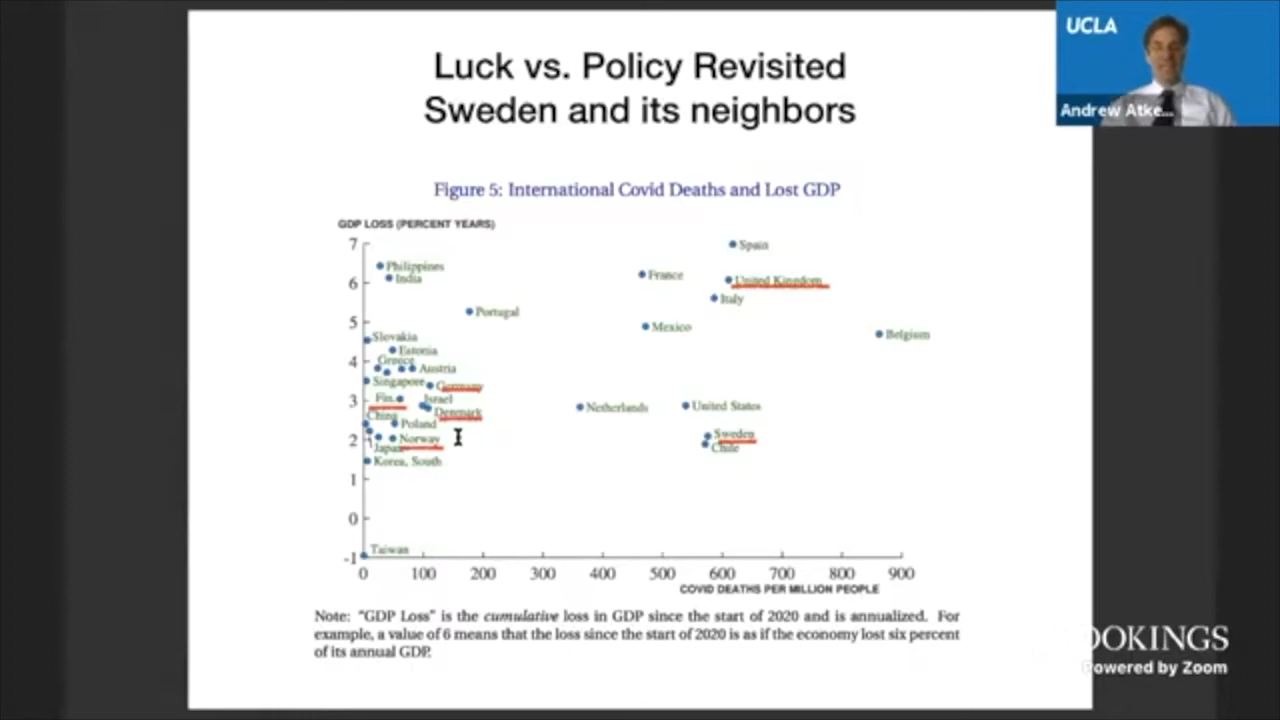 Luck vs. Policy Revisited
Sweden and its neighbors
UCLA
Andrew Atke...
Figure 5: International Covid Deaths and Lost GDP
GDP LOSS (PERCENT YEARS)
7
Spain
Philippines
India
France
United Kingdom
6
Italy
Portugal
5
Mexico
Belgium
Slovakia
Estonia
4
Greece
Austria
Singapore
Germany
3
Fin.
Israel
Netherlands
United States
Denmark
China
Poland
2
Norway
Sweden
Japan
Chile
Korea, South
1
0
Taiwan
-1
0 100 200 300 400 500 600 700 800 900
COVID DEATHS PER MILLION PEOPLE
Note: "GDP Loss" is the cumulative loss in GDP since the start of 2020 and is annualized. For
example, a value of 6 means that the loss since the start of 2020 is as if the economy lost six percent
of its annual GDP.
OOKINGS
Powered by Zoom